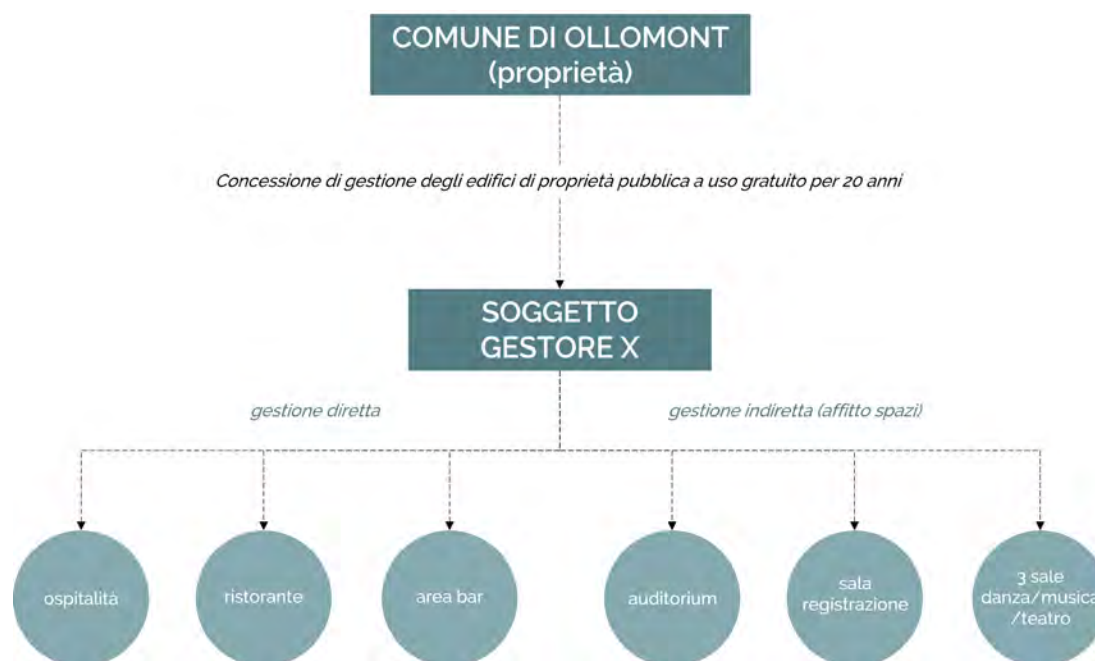 COMUNE DI OLLOMONT
(proprietà)
Concessione di gestione degli edifici di proprietà pubblica a uso gratuito per 20 anni
SOGGETTO
GESTORE X
gestione diretta
gestione indiretta (affitto spazi)
ospitalità
ristorante
area bar
auditorium
sala
registrazione
3 sale
danza/musica
/teatro